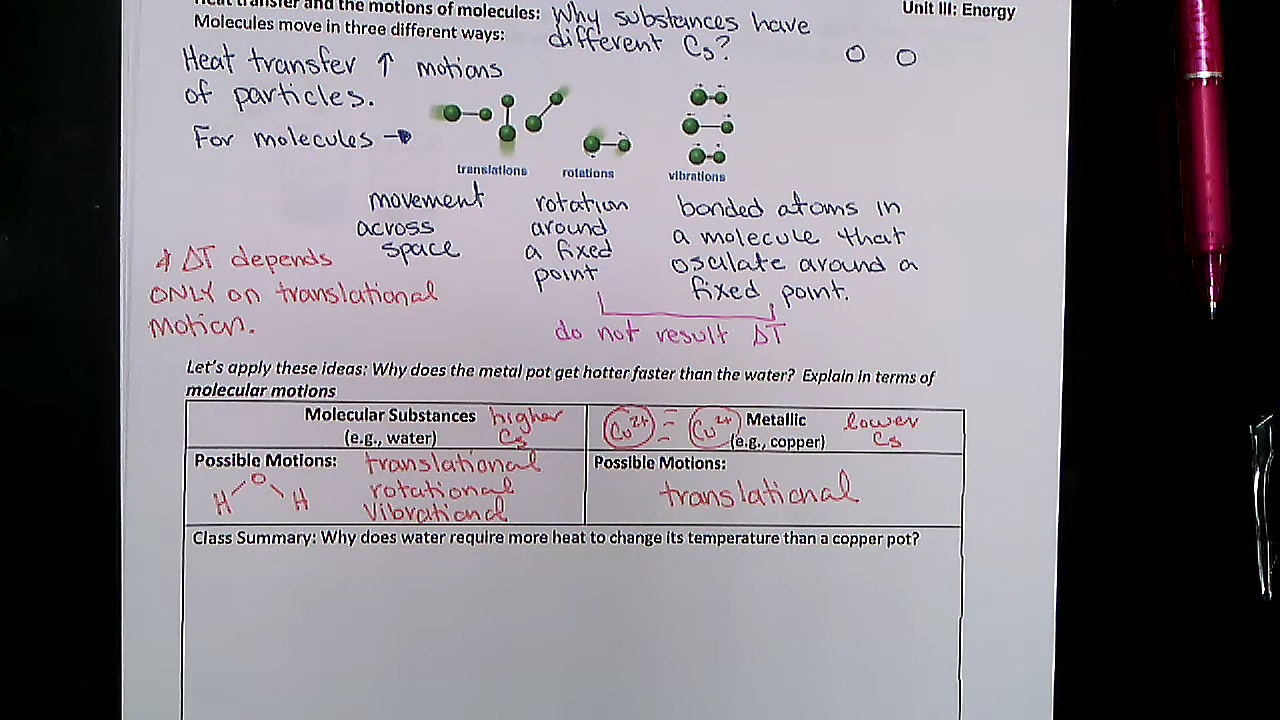 Heat transfer and the motions of molecules: Why substances have
Unit III: Energy
Molecules move in three different ways: different Cs?
Heat transfer ↑ motions
of particles.
For molecules →
translations rotations vibrations
movement
across
space
rotation
around
a fixed
point
bonded atoms in
a molecule that
osculate around a
fixed point.
* ΔT depends
ONLY on translational
Motion.
do not result ΔT
Let's apply these ideas: Why does the metal pot get hotter faster than the water? Explain in terms of
molecular motions
Molecular Substances higher
(e.g., water) Cs
Cu²⁺ Cu²⁺ Metallic lower
(e.g., copper) Cs
Possible Motions: translational
H O H rotational
Vibrational
Possible Motions:
translational
Class Summary: Why does water require more heat to change its temperature than a copper pot?